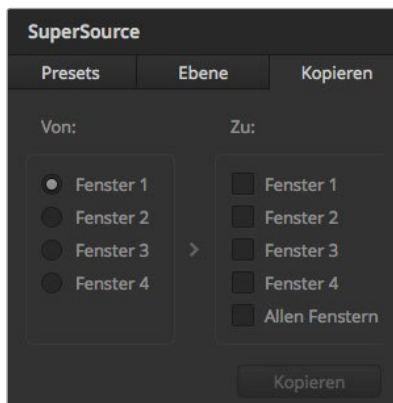 SuperSource
Presets Ebene Kopieren
Von: Zu:
Fenster 1 > Fenster 1
Fenster 2 Fenster 2
Fenster 3 Fenster 3
Fenster 4 Fenster 4
Allen Fenstern
Kopieren